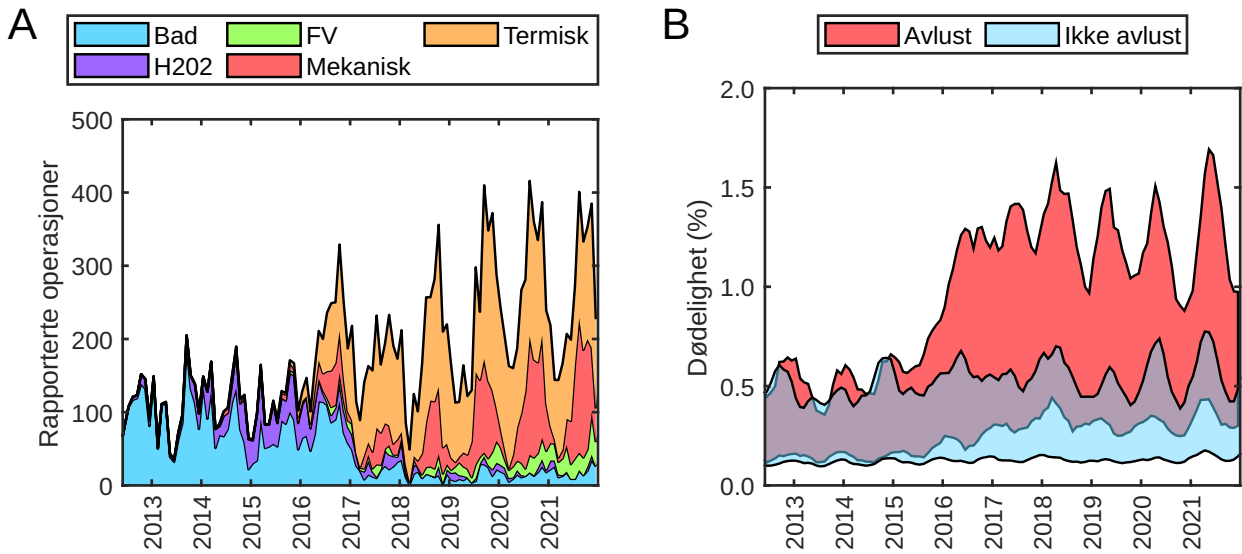 A
Bad FV Termisk
H202 Mekanisk
500
400
300
200
100
0
Rapporterte operasjoner
2013 2014 2015 2016 2017 2018 2019 2020 2021
B
Avlust Ikke avlust
2.0
1.5
1.0
0.5
0.0
Dødelighet (%)
2013 2014 2015 2016 2017 2018 2019 2020 2021